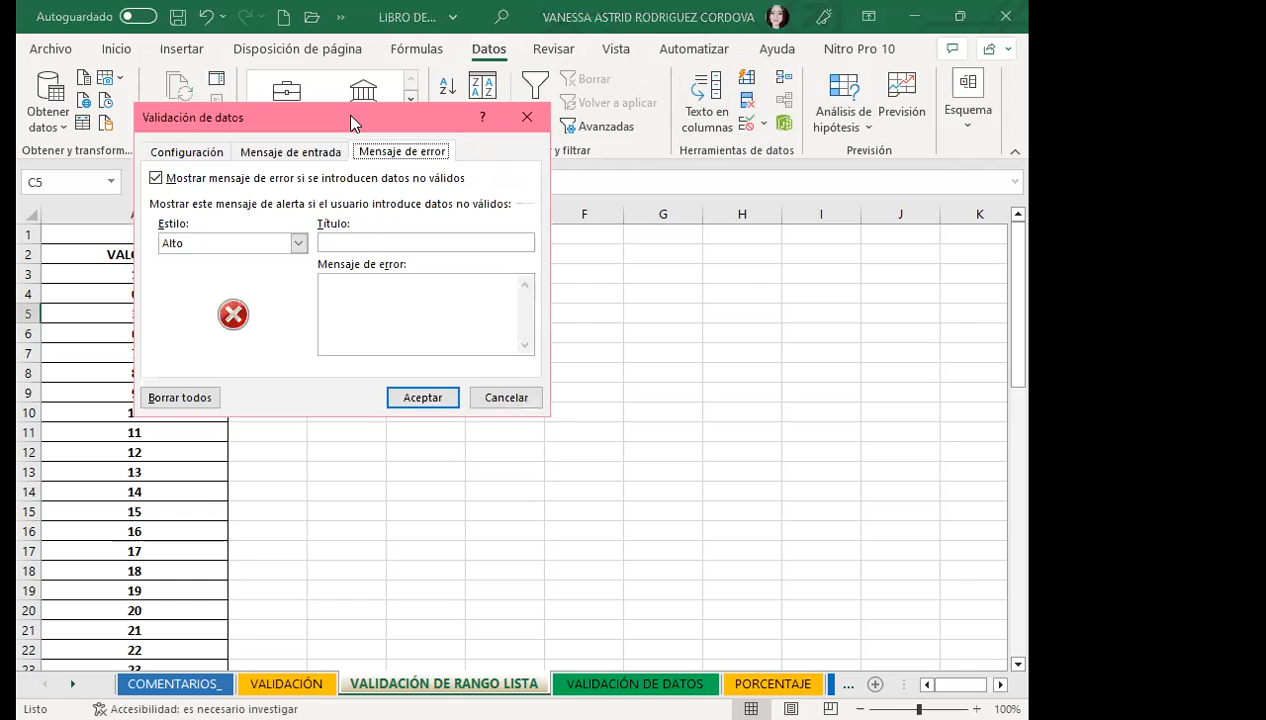 Autoguardado
LIBRO DE...
VANESSA ASTRID RODRIGUEZ CORDOVA
Archivo Inicio Insertar Disposición de página Fórmulas Datos Revisar Vista Automatizar Ayuda Nitro Pro 10
Obtener datos
Borrar
Volver a aplicar
Avanzadas
Texto en columnas
Análisis de hipótesis
Previsión
Esquema
Obtener y transform...
y filtrar
Herramientas de datos
Previsión
C5
Validación de datos
?
Configuración Mensaje de entrada Mensaje de error
Mostrar mensaje de error si se introducen datos no válidos
Mostrar este mensaje de alerta si el usuario introduce datos no válidos:
Estilo: Título:
Alto
Mensaje de error:
Borrar todos Aceptar Cancelar
F G H I J K
1
2 VALO
3
4
5
6
7
8
9
10
11 11
12 12
13 13
14 14
15 15
16 16
17 17
18 18
19 19
20 20
21 21
22 22
COMENTARIOS_ VALIDACIÓN VALIDACIÓN DE RANGO LISTA VALIDACIÓN DE DATOS PORCENTAJE ...
Listo Accesibilidad: es necesario investigar 100%